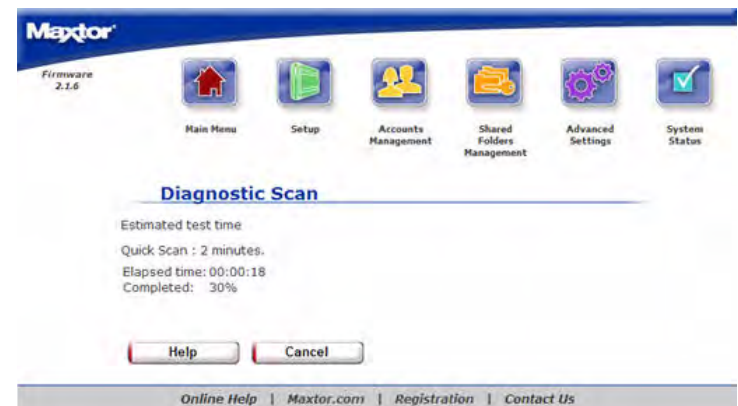 Maxtor
Firmware
2.1.6
Main Menu
Setup
Accounts
Management
Shared
Folders
Management
Advanced
Settings
System
Status
Diagnostic Scan
Estimated test time
Quick Scan : 2 minutes.
Elapsed time: 00:00:18
Completed: 30%
Help
Cancel
Online Help | Maxtor.com | Registration | Contact Us